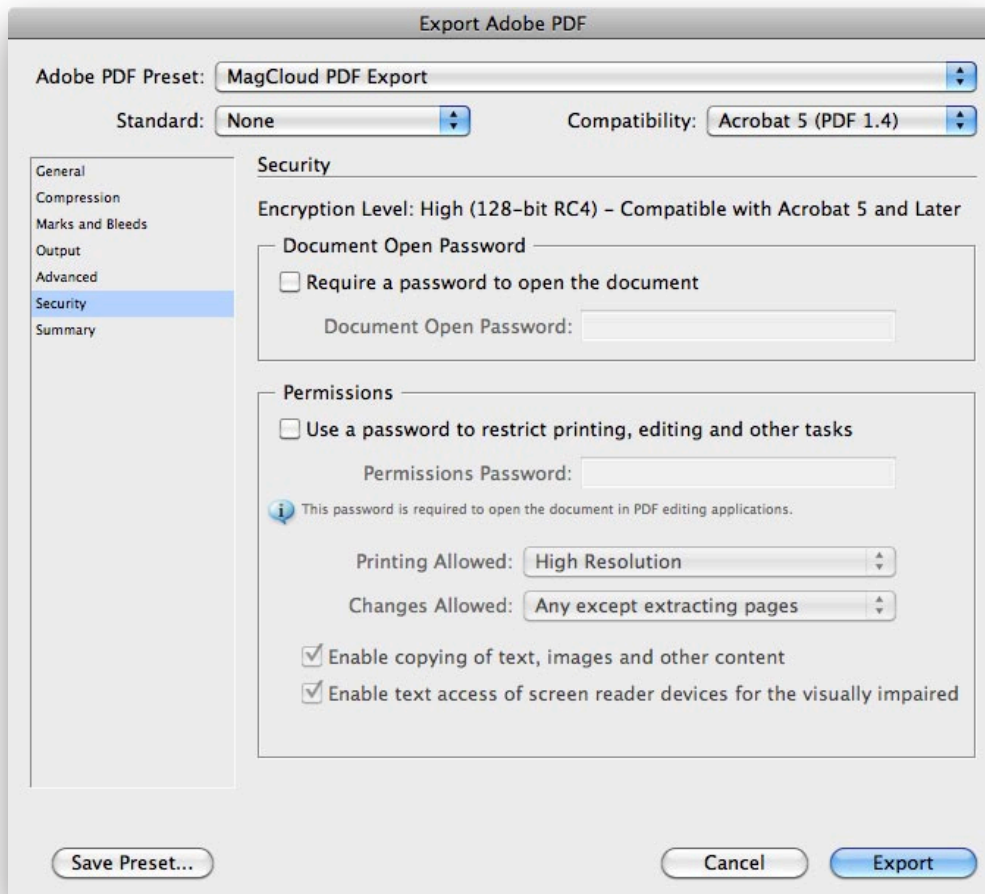 Export Adobe PDF
Adobe PDF Preset: MagCloud PDF Export
Standard: None Compatibility: Acrobat 5 (PDF 1.4)
General
Compression
Marks and Bleeds
Output
Advanced
Security
Summary
Security
Encryption Level: High (128-bit RC4) – Compatible with Acrobat 5 and Later
Document Open Password
Require a password to open the document
Document Open Password:
Permissions
Use a password to restrict printing, editing and other tasks
Permissions Password:
This password is required to open the document in PDF editing applications.
Printing Allowed: High Resolution
Changes Allowed: Any except extracting pages
Enable copying of text, images and other content
Enable text access of screen reader devices for the visually impaired
Save Preset... Cancel Export